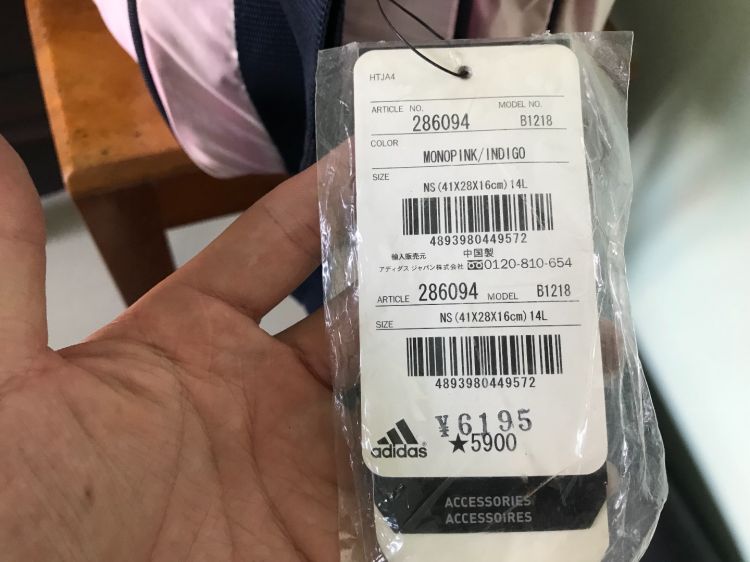 HTJA4
ARTICLE NO. MODEL NO.
286094 B1218
COLOR
MONOPINK/INDIGO
SIZE
NS(41X28X16cm)14L
4893980449572
輸入販売元 中国製
アディダス ジャパン株式会社 0120-810-654
ARTICLE 286094 MODEL B1218
SIZE NS(41X28X16cm)14L
4893980449572
¥6195
adidas ★5900
ACCESSORIES
ACCESSOIRES